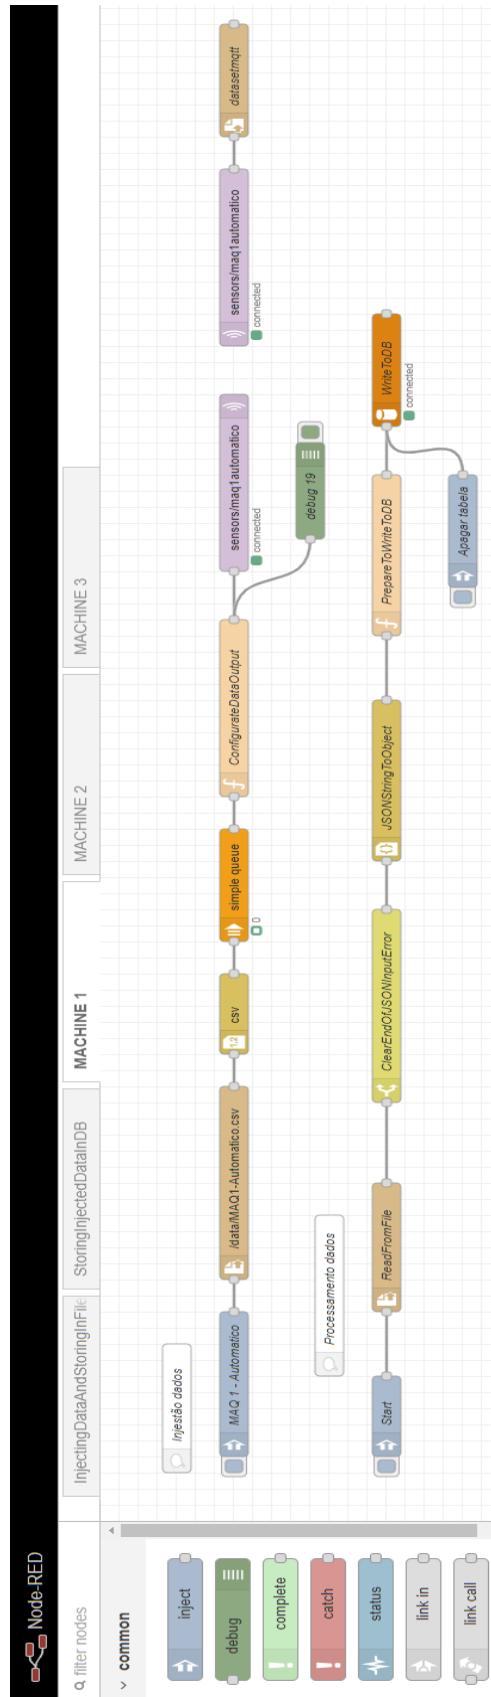 Node-RED
filter nodes
common
inject
debug
complete
catch
status
link in
link call
InjectingDataAndStoringInFile
StoringInjectedDataInDB
MACHINE 1
MACHINE 2
MACHINE 3
Injestão dados
MAQ 1 - Automatico
/data/MAQ1-Automatico.csv
1,2
csv
simple queue
0
f
ConfigurateDataOutput
sensors/maq1automatico
connected
debug 19
sensors/maq1automatico
connected
datasetmqtt
Processamento dados
Start
ReadFromFile
ClearEndOfJSONInputError
{}
JSONStringToObject
f
PrepareToWriteToDB
WriteToDB
connected
Apagar tabela